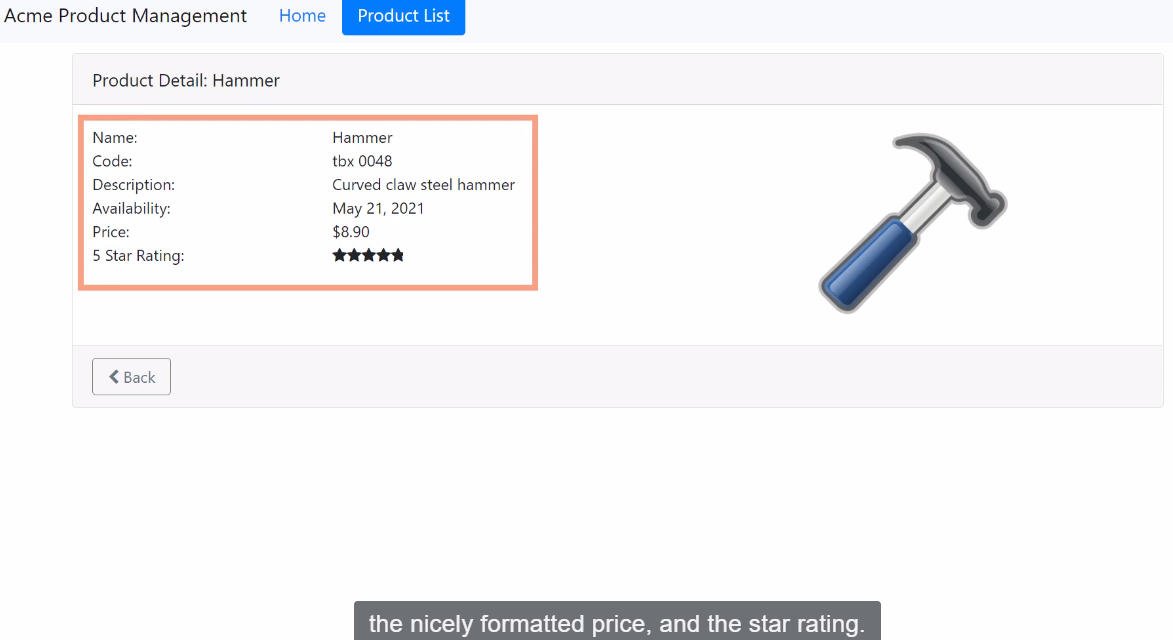 Acme Product Management Home Product List
Product Detail: Hammer
Name: Hammer
Code: tbx 0048
Description: Curved claw steel hammer
Availability: May 21, 2021
Price: $8.90
5 Star Rating:
Back
the nicely formatted price, and the star rating.